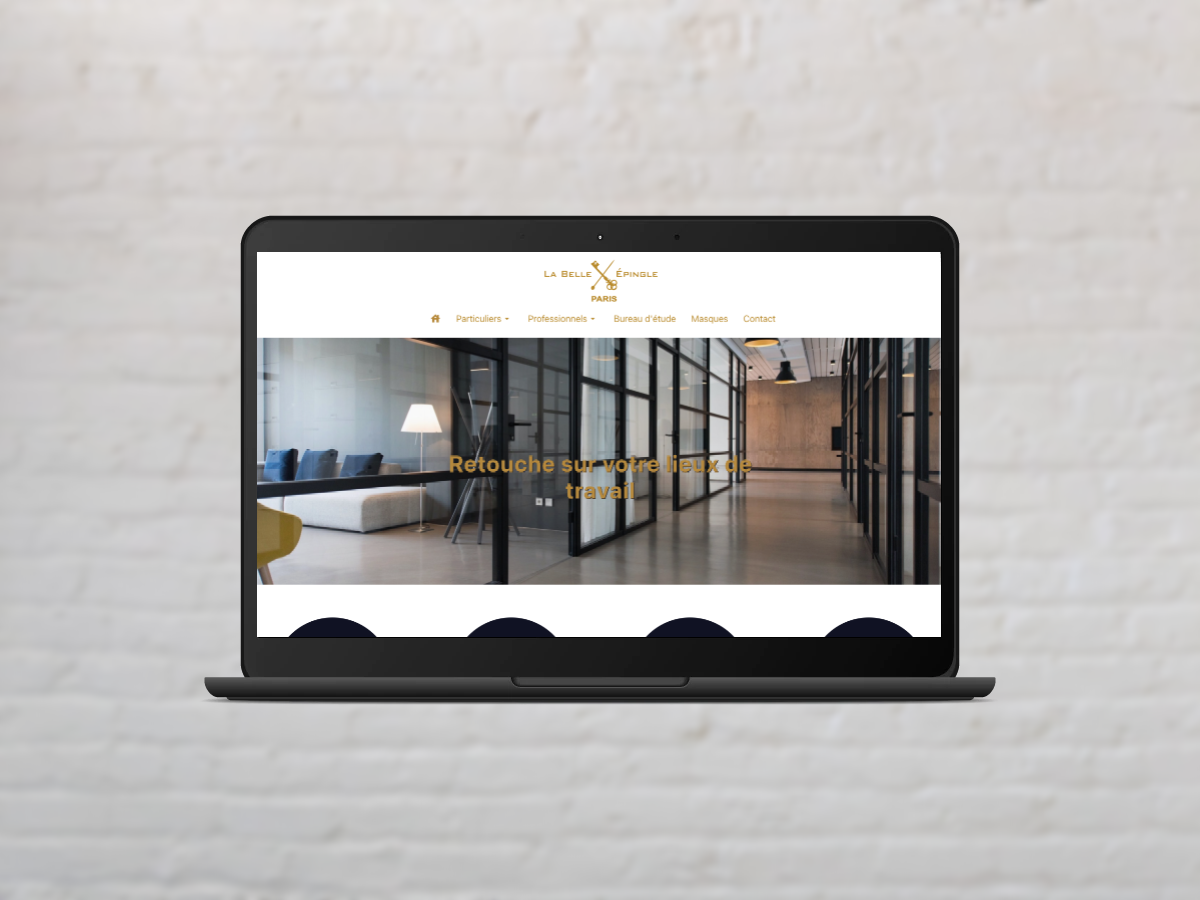 LA BELLE ÉPINGLE
PARIS
Particuliers Professionnels Bureau d'étude Masques Contact
Retouche sur votre lieux de
travail